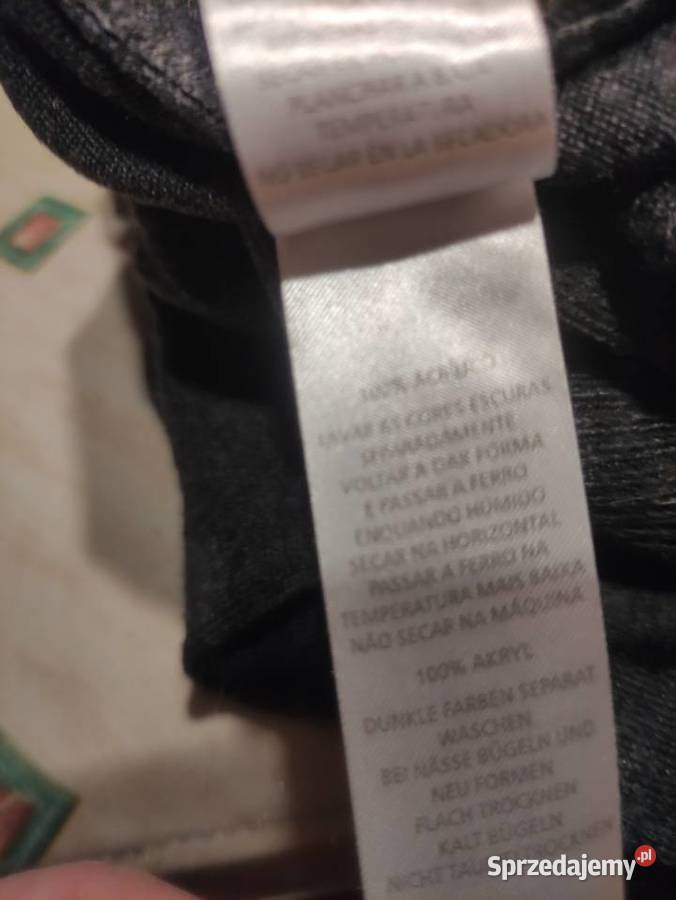 PLANCHAR A BAJA
TEMPERATURA
NO SECAR EN LA SECADORA
100% ACRÍLICO
LAVAR AS CORES ESCURAS
SEPARADAMENTE
VOLTAR A DAR FORMA
E PASSAR A FERRO
ENQUANDO HÚMIDO
SECAR NA HORIZONTAL
PASSAR A FERRO NA
TEMPERATURA MAIS BAIXA
NÃO SECAR NA MÁQUINA
100% AKRYL
DUNKLE FARBEN SEPARAT
WASCHEN
BEI NÄSSE BÜGELN UND
NEU FORMEN
FLACH TROCKNEN
KALT BÜGELN
NICHT TROCKNEN
Sprzedajemy.pl